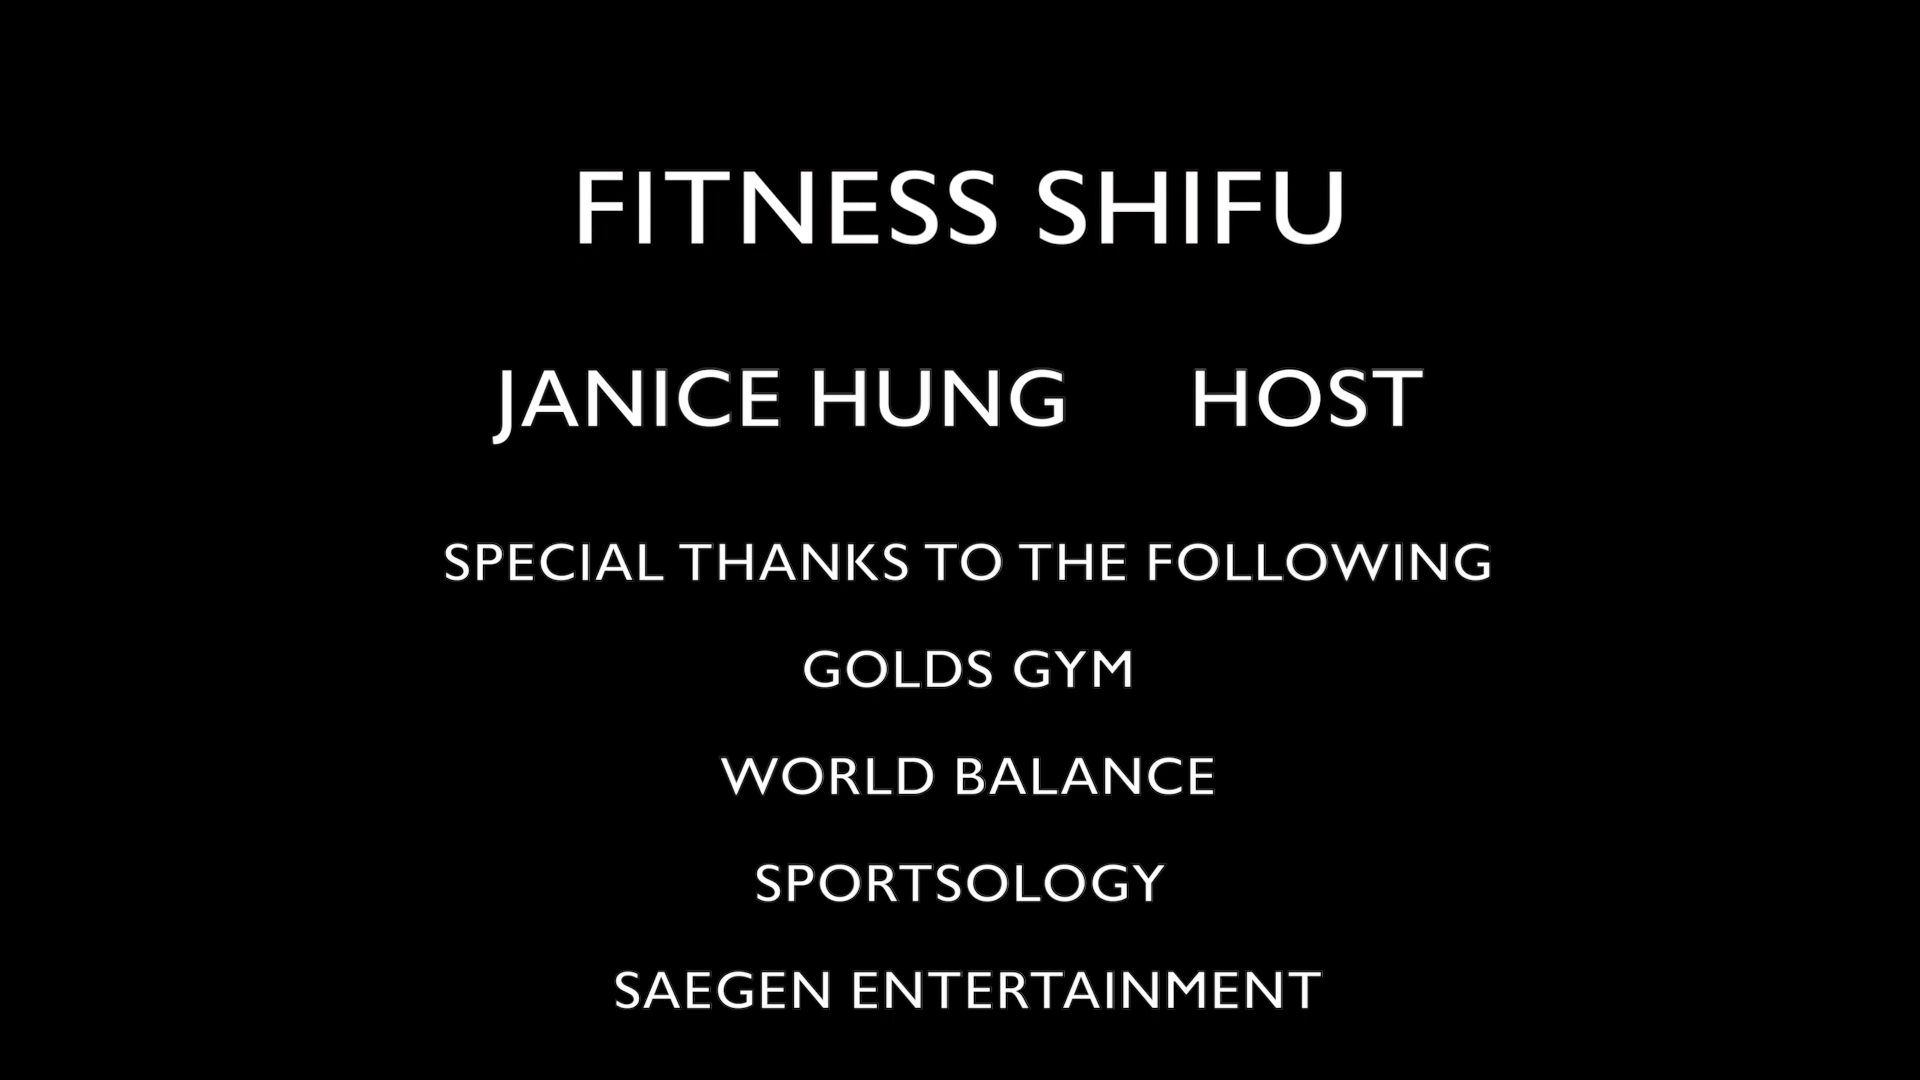 FITNESS SHIFU
JANICE HUNG HOST
SPECIAL THANKS TO THE FOLLOWING
GOLDS GYM
WORLD BALANCE
SPORTSOLOGY
SAEGEN ENTERTAINMENT